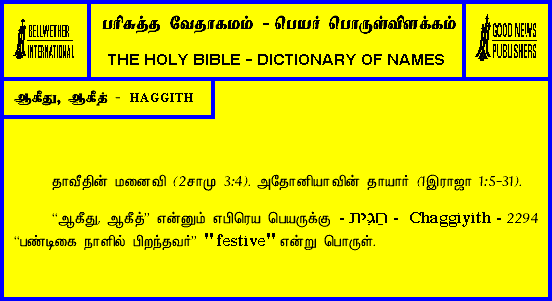 BELLWETHER
INTERNATIONAL
பரிசுத்த வேதாகமம் - பெயர் பொருள்விளக்கம்
THE HOLY BIBLE - DICTIONARY OF NAMES
GOOD NEWS
PUBLISHERS
ஆகீது, ஆகீத் - HAGGITH
தாவீதின் மனைவி (2சாமு 3:4). அதோனியாவின் தாயார் (1இராஜா 1:5-31).
“ஆகீது, ஆகீத்” என்னும் எபிரெய பெயருக்கு - חַגִּית - Chaggiyith - 2294
“பண்டிகை நாளில் பிறந்தவர்” "festive" என்று பொருள்.